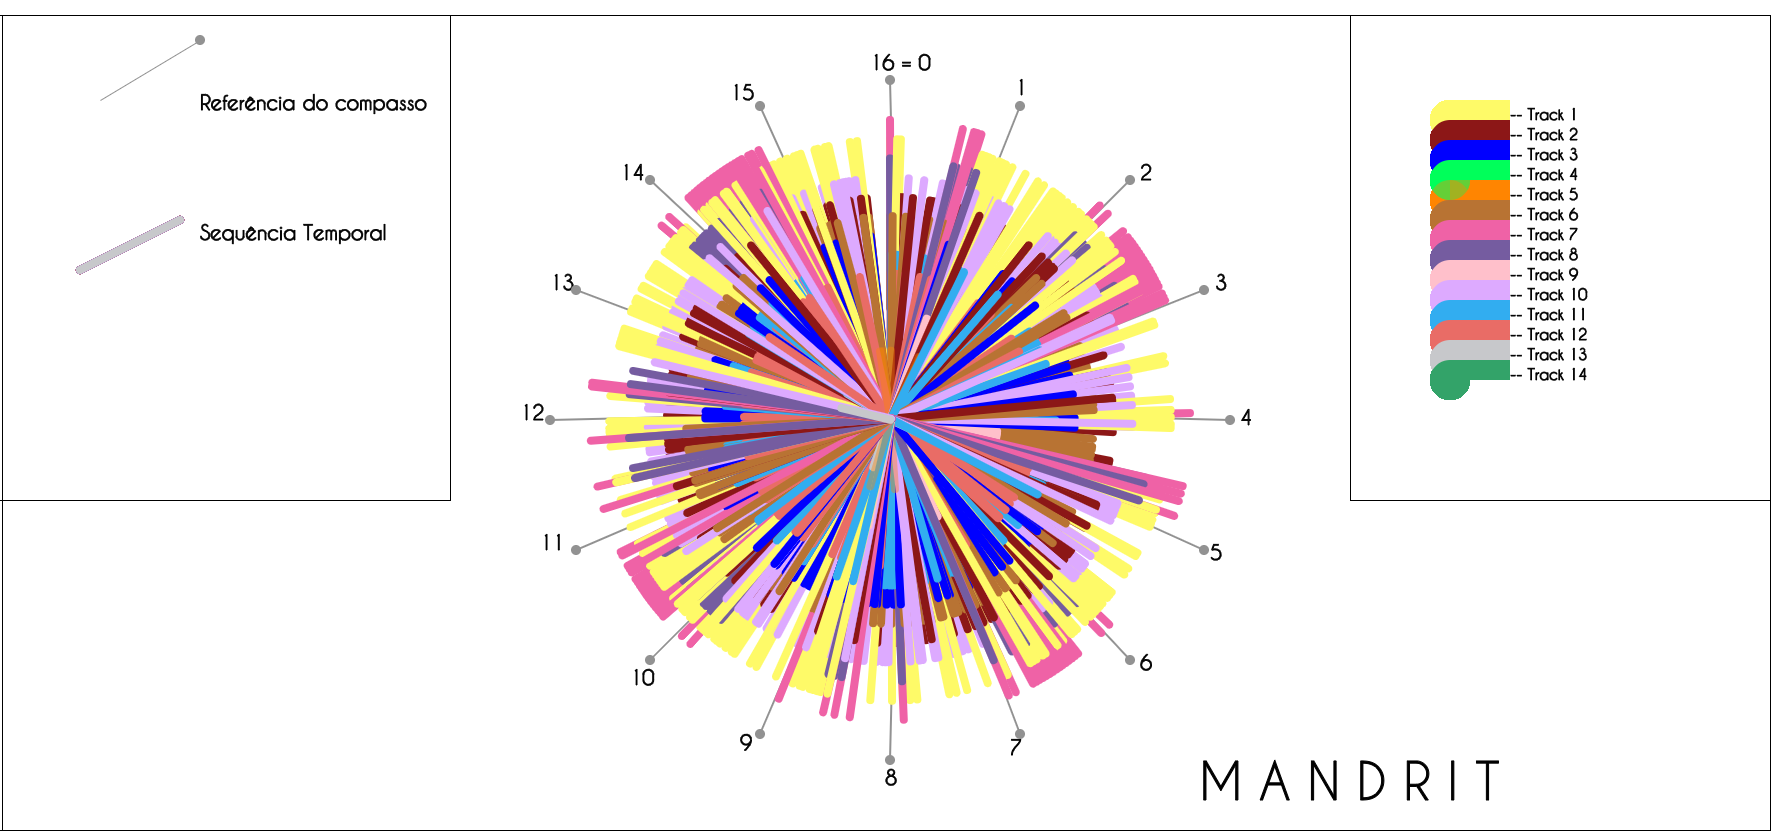 Referência do compasso
Sequência Temporal
16 = 0
1
2
3
4
5
6
7
8
9
10
11
12
13
14
15
-- Track 1
-- Track 2
-- Track 3
-- Track 4
-- Track 5
-- Track 6
-- Track 7
-- Track 8
-- Track 9
-- Track 10
-- Track 11
-- Track 12
-- Track 13
-- Track 14
MANDRIT